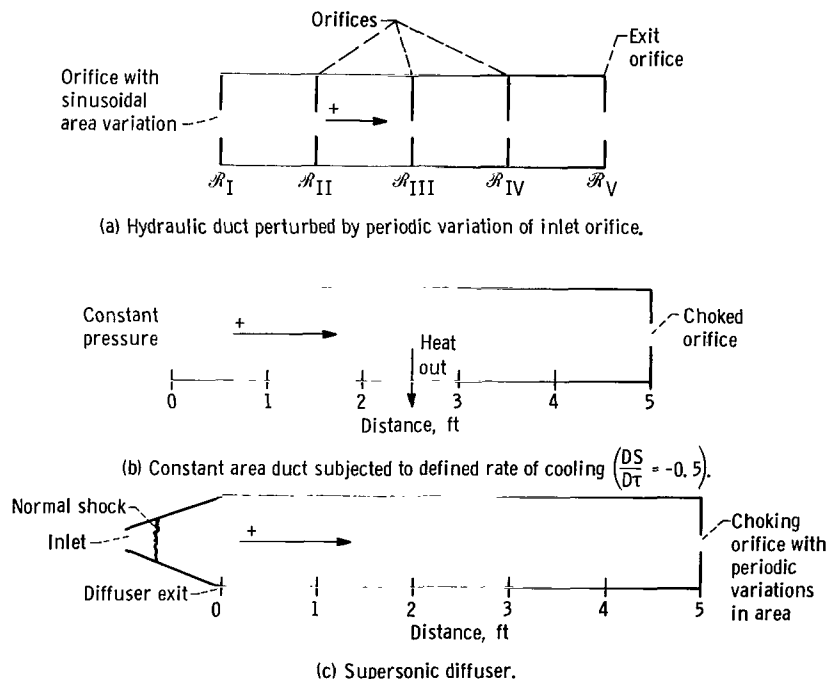 Orifices
Exit
orifice
Orifice with
sinusoidal
area variation
+
ℛI
ℛII
ℛIII
ℛIV
ℛV
(a) Hydraulic duct perturbed by periodic variation of inlet orifice.
Constant
pressure
+
Choked
orifice
Heat
out
0 1 2 3 4 5
Distance, ft
(b) Constant area duct subjected to defined rate of cooling (DS/Dτ = -0.5).
Normal shock
Inlet
+
Choking
orifice with
periodic
variations
in area
Diffuser exit
0 1 2 3 4 5
Distance, ft
(c) Supersonic diffuser.